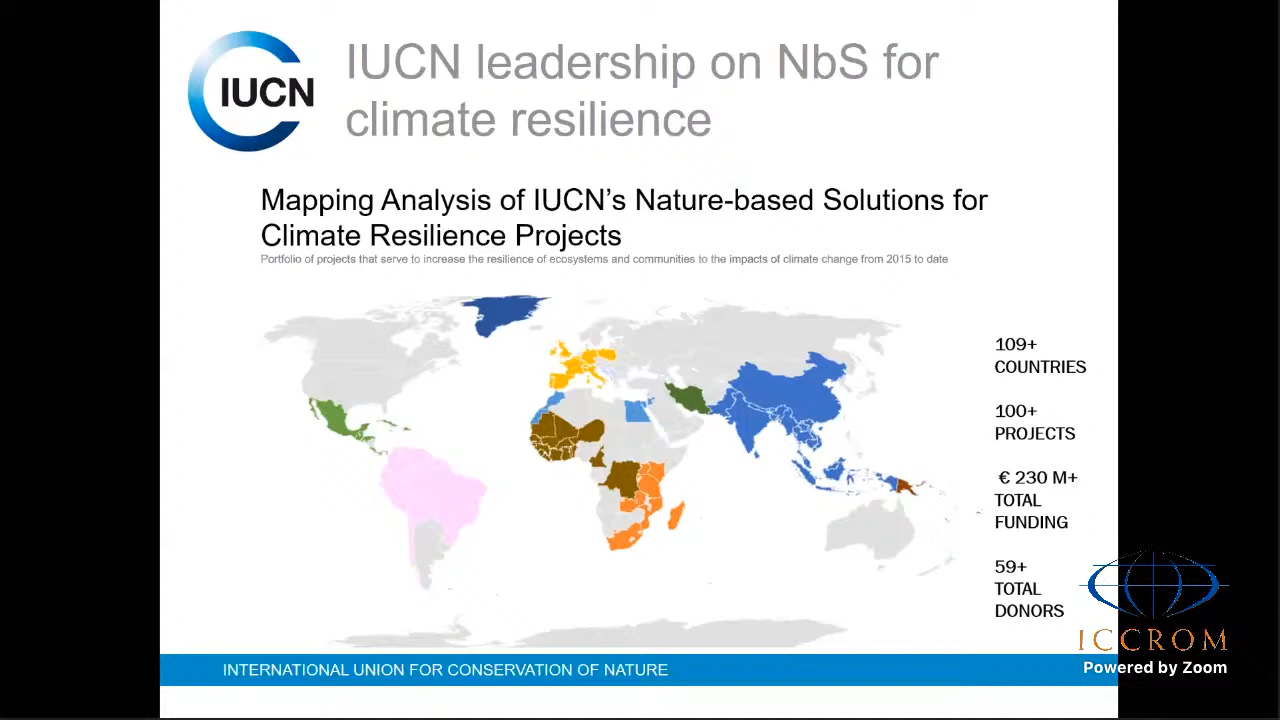 IUCN
IUCN leadership on NbS for
climate resilience
Mapping Analysis of IUCN’s Nature-based Solutions for
Climate Resilience Projects
Portfolio of projects that serve to increase the resilience of ecosystems and communities to the impacts of climate change from 2015 to date
109+
COUNTRIES
100+
PROJECTS
€ 230 M+
TOTAL
FUNDING
59+
TOTAL
DONORS
ICCROM
Powered by Zoom
INTERNATIONAL UNION FOR CONSERVATION OF NATURE